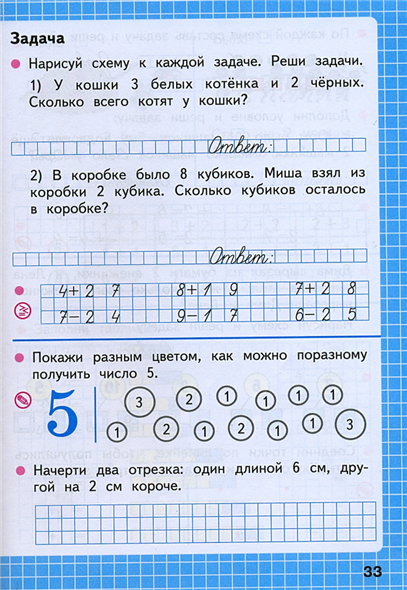 Задача
Нарисуй схему к каждой задаче. Реши задачи.
1) У кошки 3 белых котёнка и 2 чёрных.
Сколько всего котят у кошки?
Ответ:
2) В коробке было 8 кубиков. Миша взял из
коробки 2 кубика. Сколько кубиков осталось
в коробке?
Ответ:
4+2 7 8+1 9 7+2 8
7−2 4 9−1 7 6−2 5
Покажи разным цветом, как можно поразному
получить число 5.
5
3 2 1 1 1 1
1 2 1 2 1 1 3
Начерти два отрезка: один длиной 6 см, дру-
гой на 2 см короче.
33